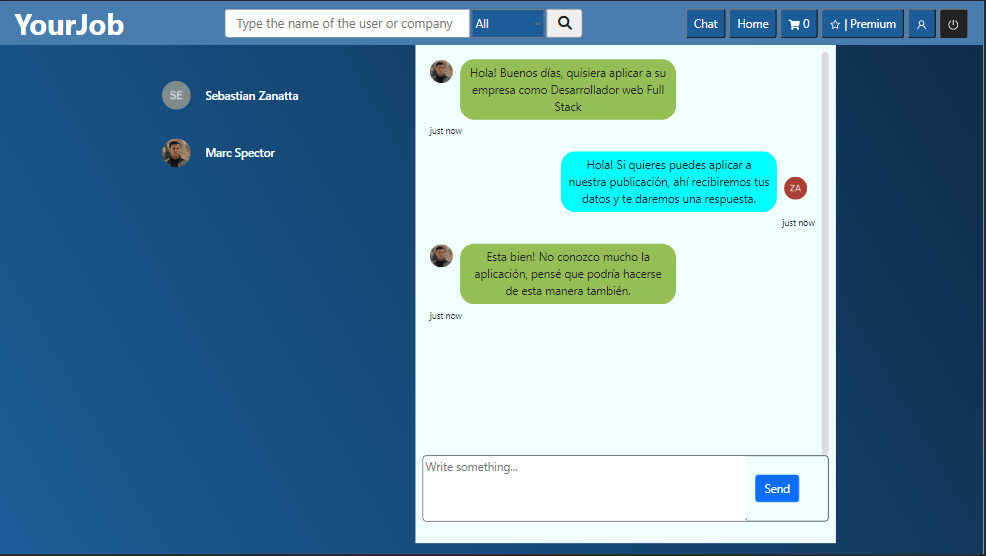 YourJob
Type the name of the user or company
All
Chat
Home
0
| Premium
SE
Sebastian Zanatta
Marc Spector
Hola! Buenos días, quisiera aplicar a su
empresa como Desarrollador web Full
Stack
just now
Hola! Si quieres puedes aplicar a
nuestra publicación, ahí recibiremos tus
datos y te daremos una respuesta.
ZA
just now
Esta bien! No conozco mucho la
aplicación, pensé que podría hacerse
de esta manera también.
just now
Write something...
Send